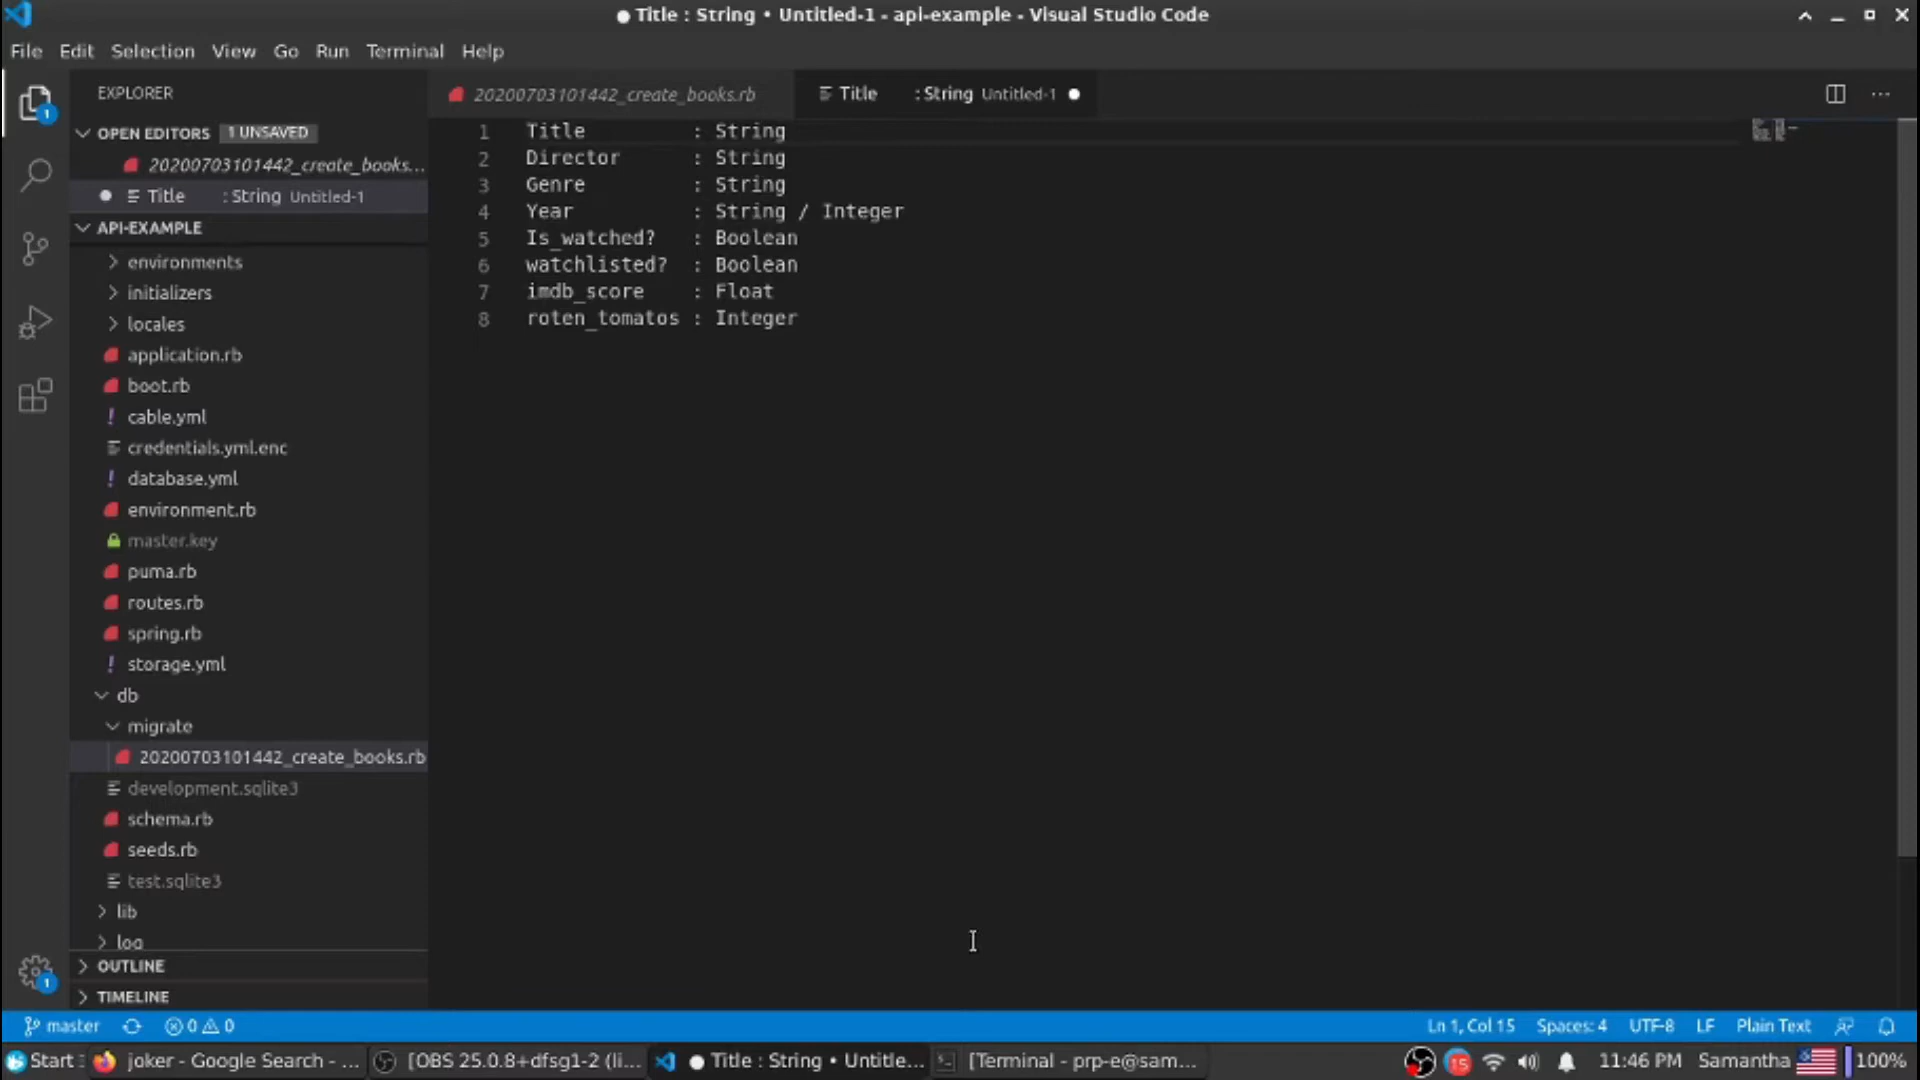 Title : String • Untitled-1 - api-example - Visual Studio Code
File Edit Selection View Go Run Terminal Help
EXPLORER
OPEN EDITORS 1 UNSAVED
20200703101442_create_books...
Title : String Untitled-1
API-EXAMPLE
environments
initializers
locales
application.rb
boot.rb
cable.yml
credentials.yml.enc
database.yml
environment.rb
master.key
puma.rb
routes.rb
spring.rb
storage.yml
db
migrate
20200703101442_create_books.rb
development.sqlite3
schema.rb
seeds.rb
test.sqlite3
lib
log
OUTLINE
TIMELINE
20200703101442_create_books.rb
Title : String Untitled-1
1 Title : String
2 Director : String
3 Genre : String
4 Year : String / Integer
5 Is_watched? : Boolean
6 watchlisted? : Boolean
7 imdb_score : Float
8 roten_tomatos : Integer
master 0 0 Ln 1, Col 15 Spaces: 4 UTF-8 LF Plain Text
Start joker - Google Search - ... [OBS 25.0.8+dfsg1-2 (li... Title : String • Untitle... [Terminal - prp-e@sam... 15 11:46 PM Samantha 100%